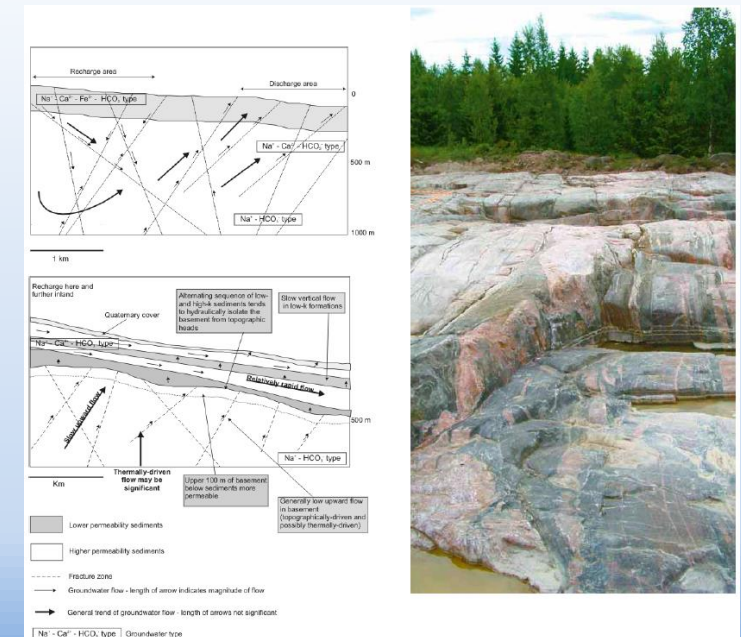 Recharge area
Discharge area
0
Na⁺ - Ca²⁺ - Fe²⁺ - HCO₃⁻ type
Na⁺ - Ca²⁺ - HCO₃⁻ type
500 m
Na⁺ - HCO₃⁻ type
1000 m
1 km
Recharge here and
further inland
Quaternary cover
Alternating sequence of low-
and high-k sediments tends
to hydraulically isolate the
basement from topographic
heads
Slow vertical flow
in low-k formations
Na⁺ - Ca²⁺ - HCO₃⁻ type
Relatively rapid flow
Slow upward flow
500 m
Na⁺ - HCO₃⁻ type
Thermally-driven
flow may be
significant
Km
Upper 100 m of basement
below sediments more
permeable
Generally low upward flow
in basement
(topographically-driven and
possibly thermally-driven)
Lower permeability sediments
Higher permeability sediments
Fracture zone
Groundwater flow - length of arrow indicates magnitude of flow
General trend of groundwater flow - length of arrows not significant
Na⁺ - Ca²⁺ - HCO₃⁻ type
Groundwater type